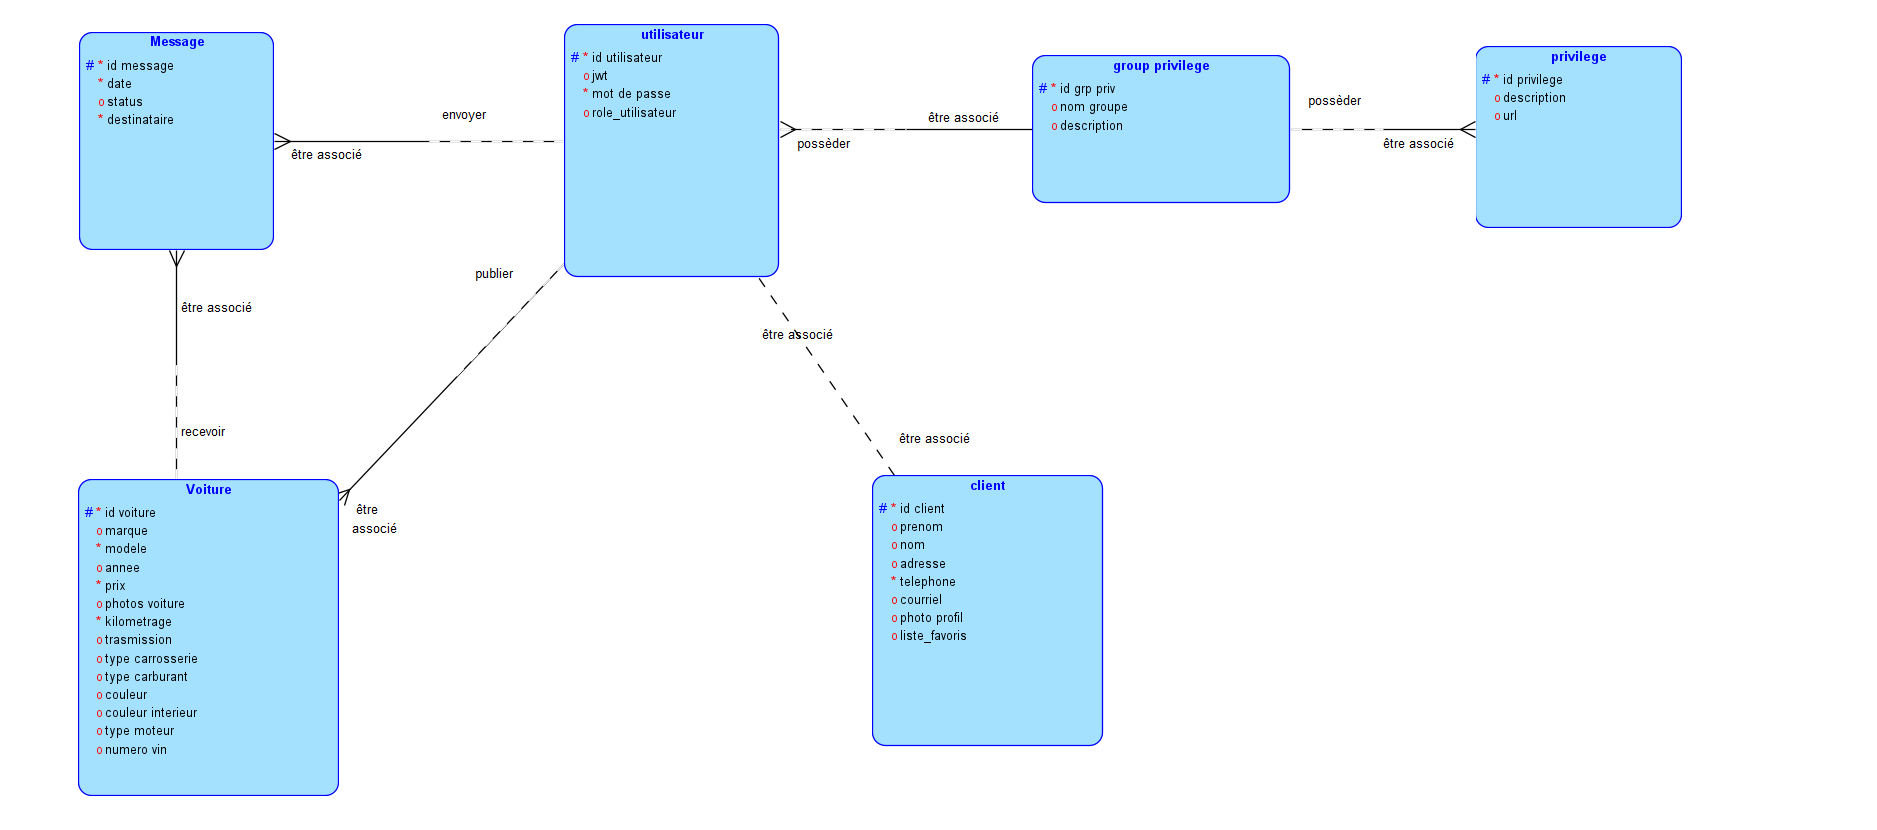 Message
# * id message
* date
o status
* destinataire
envoyer
être associé
utilisateur
# * id utilisateur
o jwt
* mot de passe
o role_utilisateur
être associé
possèder
group privilege
# * id grp priv
o nom groupe
o description
possèder
être associé
privilege
# * id privilege
o description
o url
publier
être associé
recevoir
être associé
être associé
Voiture
# * id voiture
o marque
* modele
o annee
* prix
o photos voiture
* kilometrage
o trasmission
o type carrosserie
o type carburant
o couleur
o couleur interieur
o type moteur
o numero vin
être
associé
client
# * id client
o prenom
o nom
o adresse
* telephone
o courriel
o photo profil
o liste_favoris